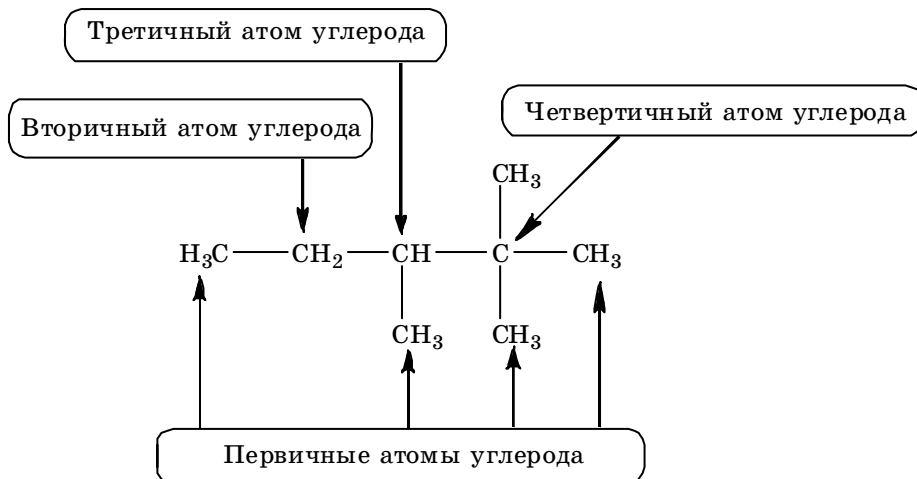 Третичный атом углерода
Вторичный атом углерода
Четвертичный атом углерода
CH₃
H₃C—CH₂—CH—C—CH₃
CH₃ CH₃
Первичные атомы углерода